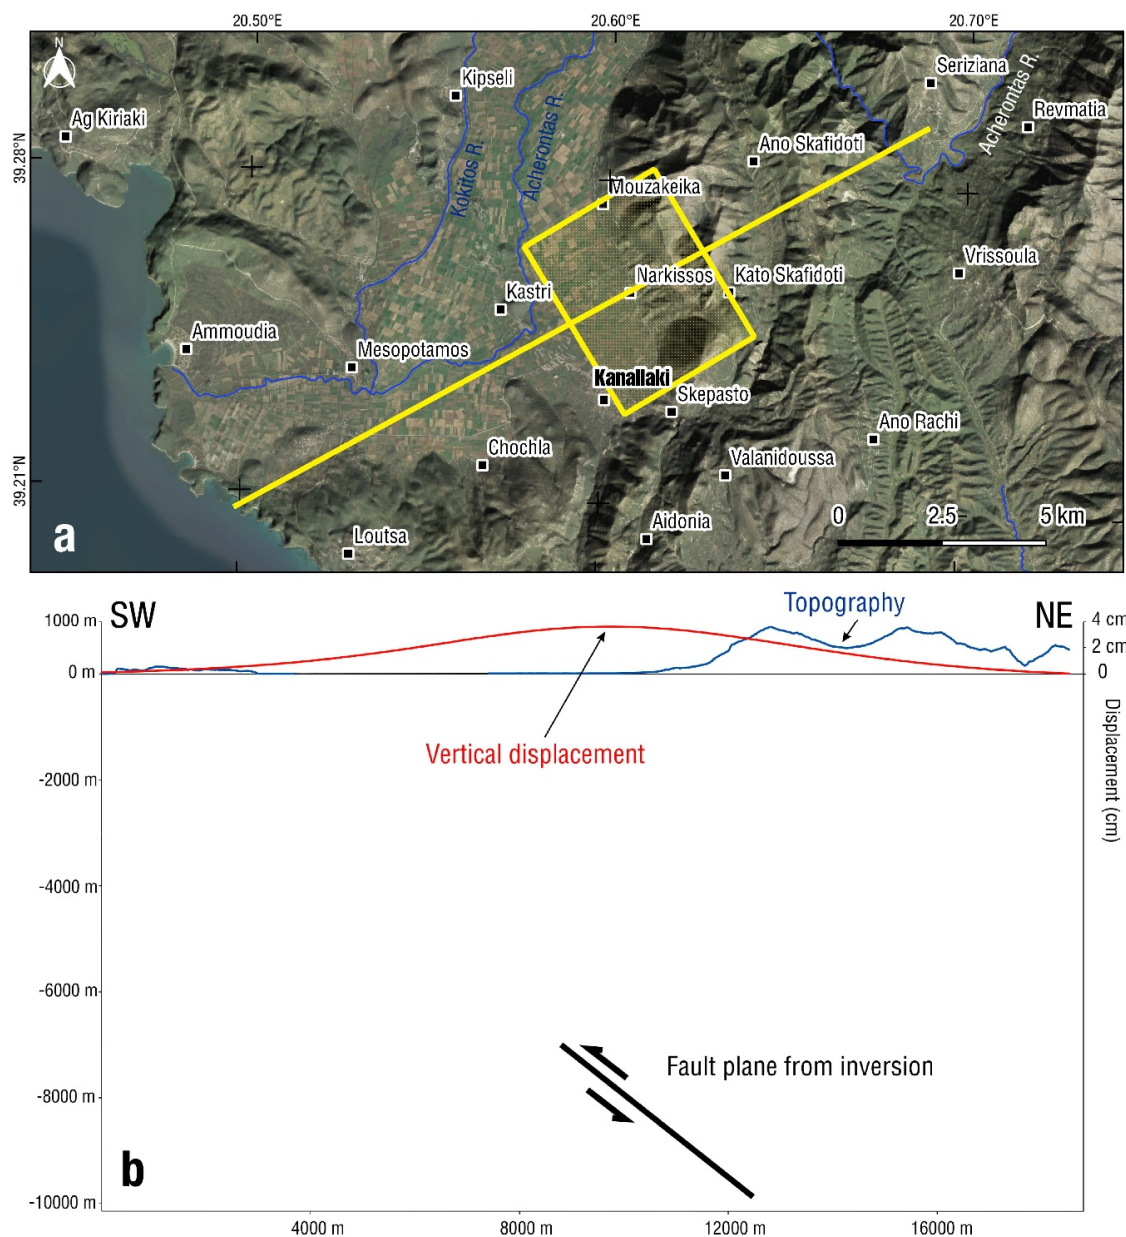 20.50°E
20.60°E
20.70°E
N
Ag Kiriaki
Kipseli
Seriziana
Revmatia
Acherontas R.
39.28°N
Kokitos R.
Acherontas R.
Ano Skafidoti
Mouzakeika
Vrissoula
Narkissos
Kato Skafidoti
Kastri
Ammoudia
Mesopotamos
Kanallaki
Skepasto
Ano Rachi
Chochla
Valanidoussa
39.21°N
Aidonia
Loutsa
0
2.5
5 km
a
SW
NE
Topography
1000 m
4 cm
2 cm
0 m
0
Vertical displacement
Displacement (cm)
-2000 m
-4000 m
-6000 m
Fault plane from inversion
-8000 m
b
-10000 m
4000 m
8000 m
12000 m
16000 m